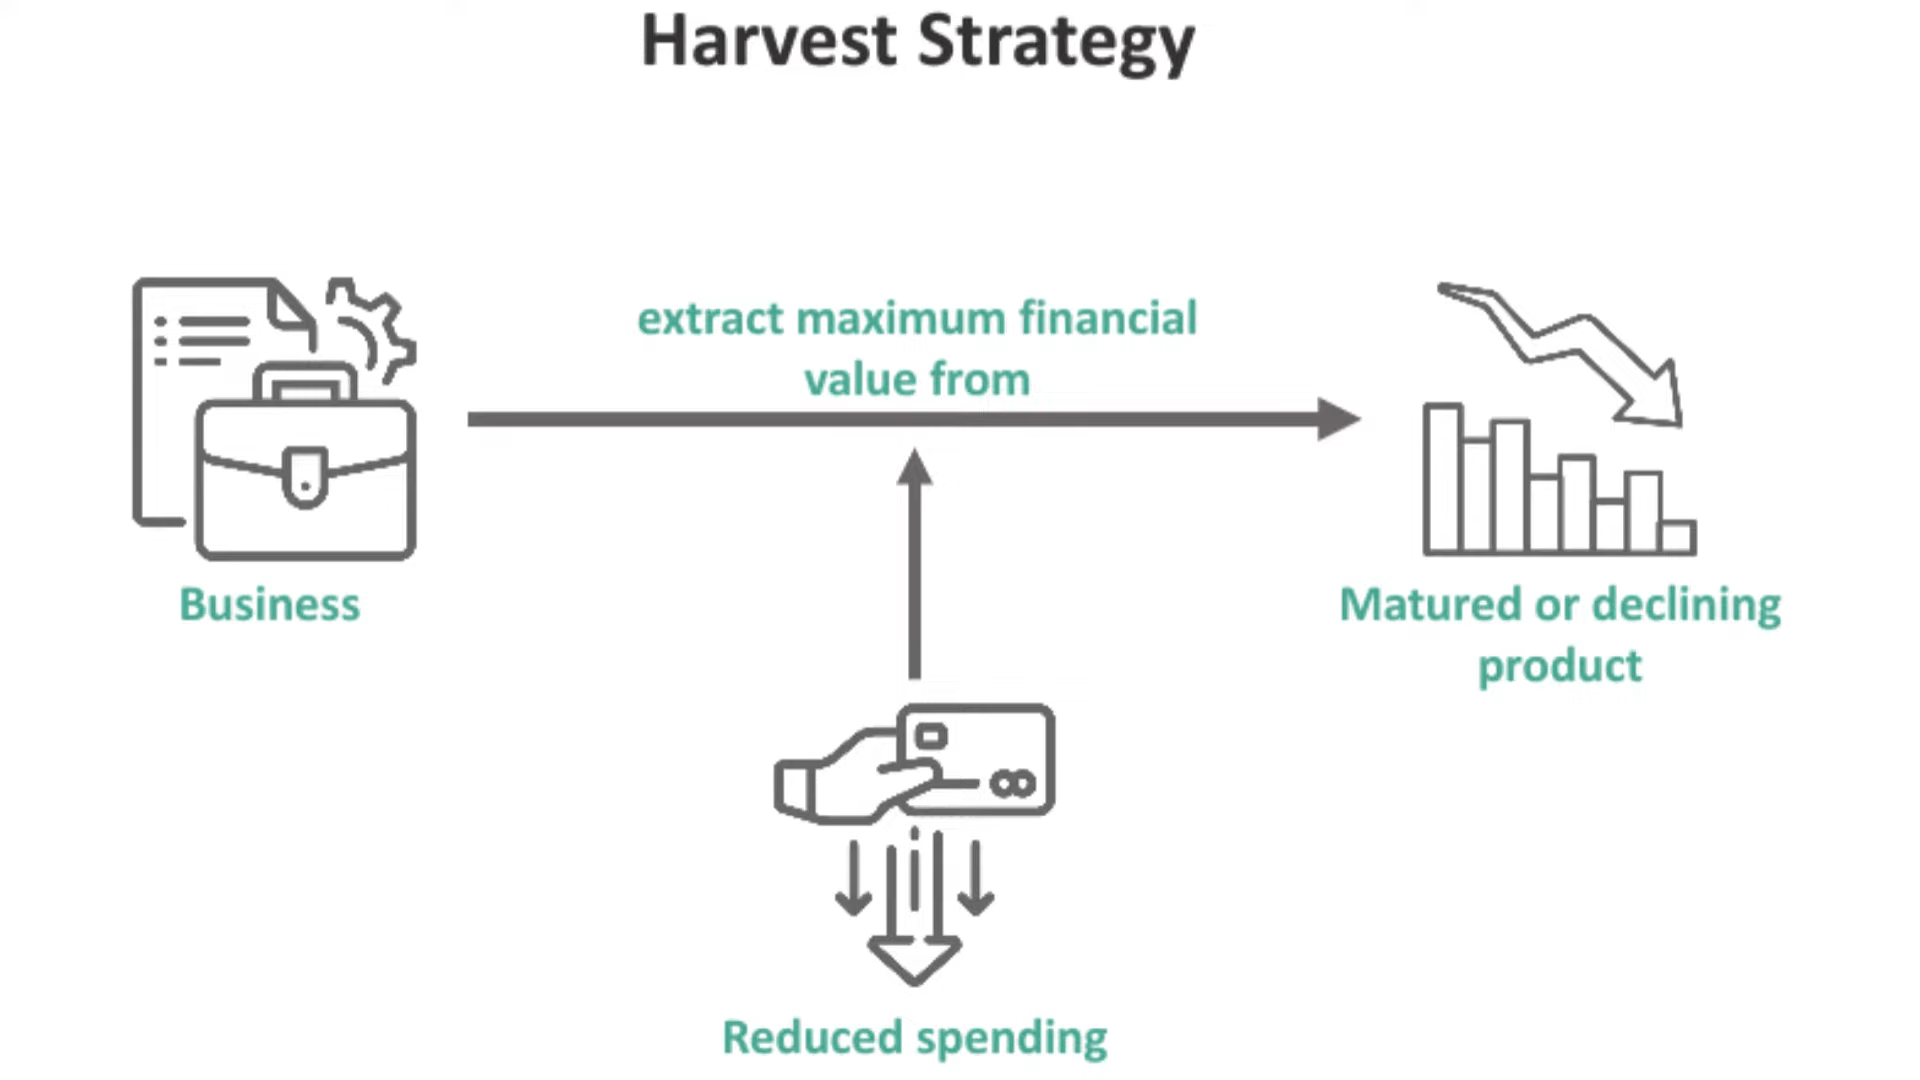 Harvest Strategy
extract maximum financial
value from
Business
Matured or declining
product
Reduced spending